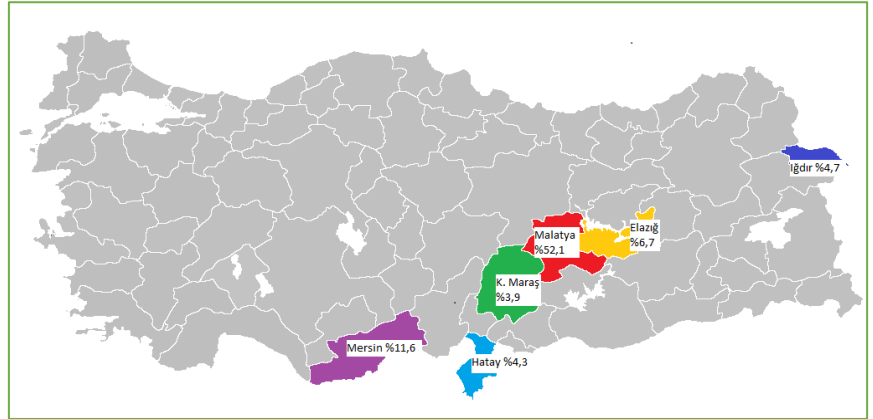 Iğdır %4,7
Elazığ
%6,7
Malatya
%52,1
K. Maraş
%3,9
Mersin %11,6
Hatay %4,3